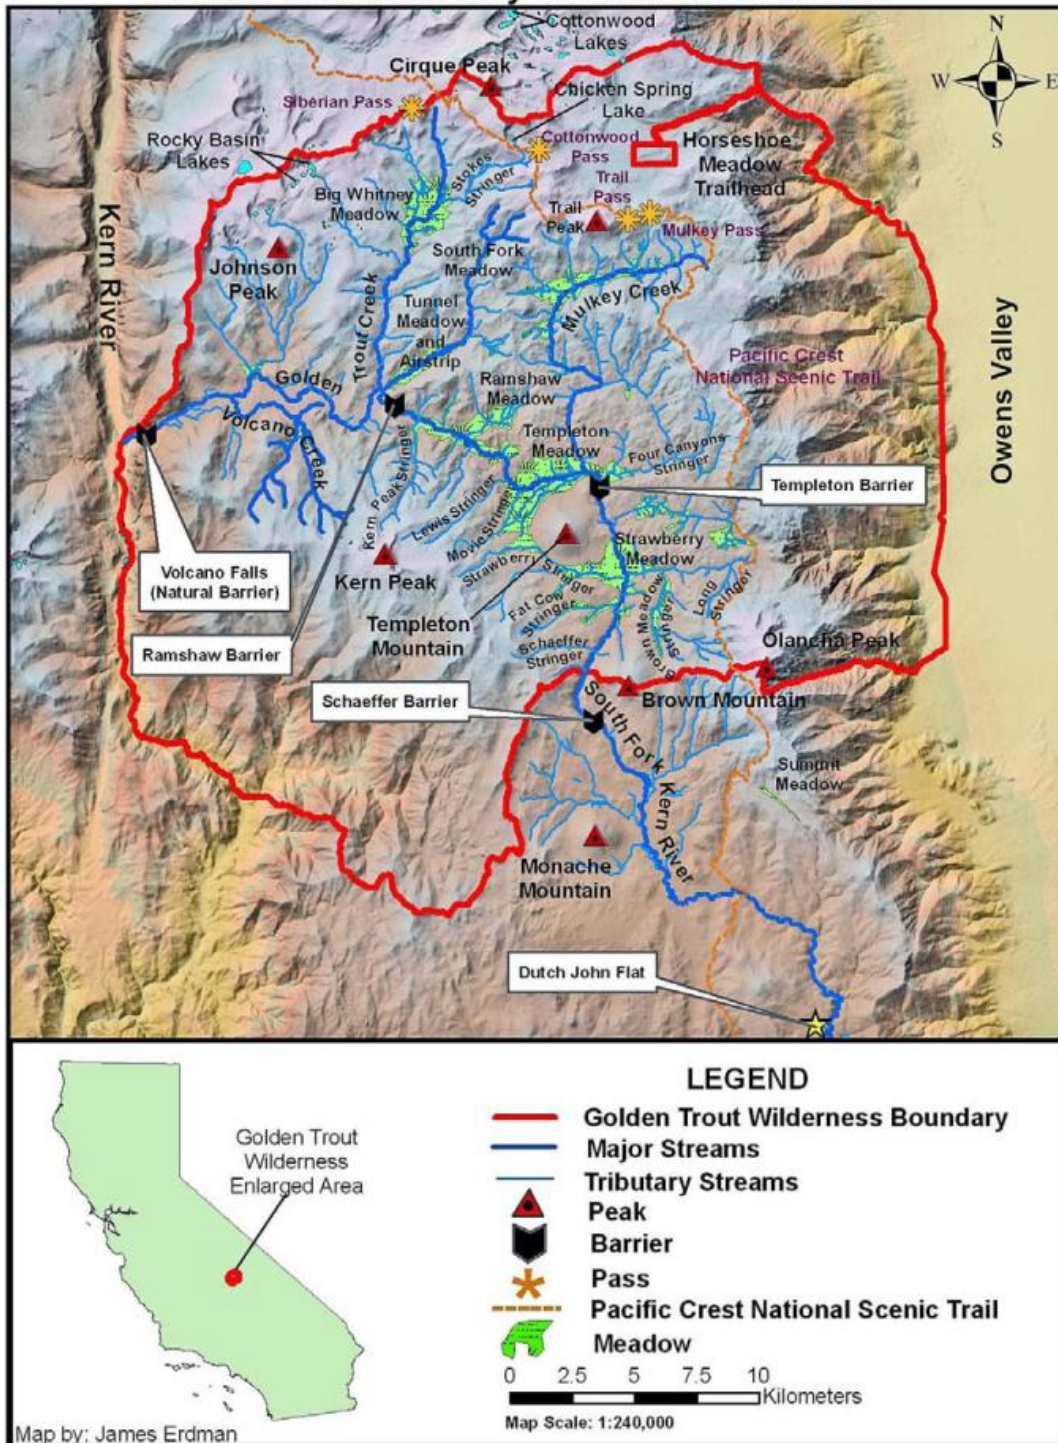 Cottonwood
Lakes
Cirque Peak
Chicken Spring
Lake
Siberian Pass
N
W
E
S
Rocky Basin
Lakes
Cottonwood
Pass
Horseshoe
Meadow
Trailhead
Big Whitney
Meadow
Stokes
Stringer
Trail
Pass
Trail
Peak
Mulkey Pass
Kern River
Johnson
Peak
South Fork
Meadow
Trout Creek
Tunnel
Meadow
and
Airstrip
Mulkey Creek
Owens Valley
Pacific Crest
National Scenic Trail
Golden
Volcano Creek
Ramshaw
Meadow
Templeton
Meadow
Four Canyons
Stringer
Templeton Barrier
Kern Peak Stringer
Lewis Stringer
Movie Stringer
Strawberry
Meadow
Strawberry Stringer
Kern Peak
Volcano Falls
(Natural Barrier)
Fat Cow
Stringer
Brown Meadow
Stringer
Long
Stringer
Templeton
Mountain
Schaeffer
Stringer
Olancha Peak
Ramshaw Barrier
Schaeffer Barrier
Brown Mountain
South Fork Kern River
Summit
Meadow
Monache
Mountain
Dutch John Flat
Golden Trout
Wilderness
Enlarged Area
LEGEND
Golden Trout Wilderness Boundary
Major Streams
Tributary Streams
Peak
Barrier
Pass
Pacific Crest National Scenic Trail
Meadow
0 2.5 5 7.5 10
Kilometers
Map Scale: 1:240,000
Map by: James Erdman